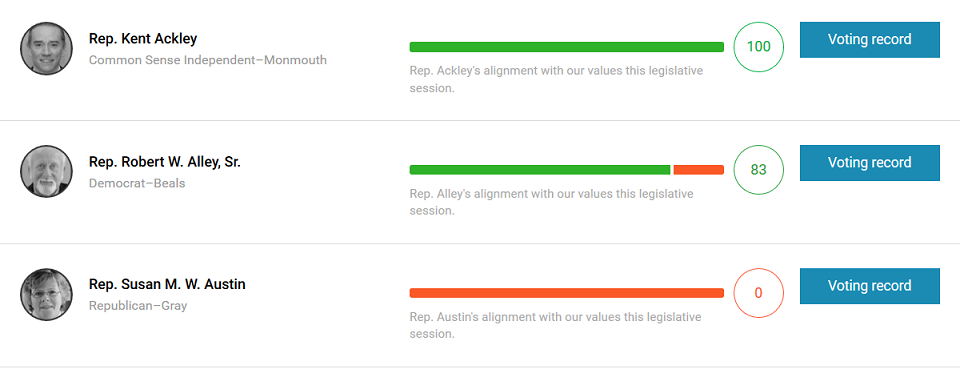 Rep. Kent Ackley
Common Sense Independent–Monmouth
100
Voting record
Rep. Ackley's alignment with our values this legislative
session.
Rep. Robert W. Alley, Sr.
Democrat–Beals
83
Voting record
Rep. Alley's alignment with our values this legislative
session.
Rep. Susan M. W. Austin
Republican–Gray
0
Voting record
Rep. Austin's alignment with our values this legislative
session.